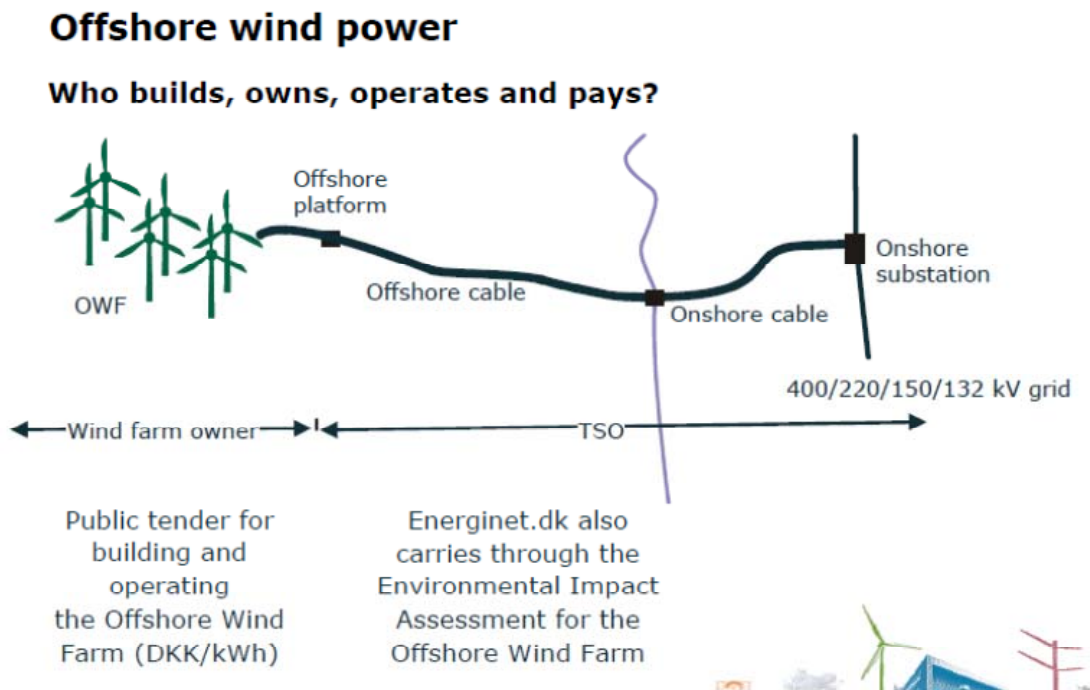 Offshore wind power
Who builds, owns, operates and pays?
Offshore
platform
OWF
Offshore cable
Onshore cable
Onshore
substation
400/220/150/132 kV grid
Wind farm owner
TSO
Public tender for
building and
operating
the Offshore Wind
Farm (DKK/kWh)
Energinet.dk also
carries through the
Environmental Impact
Assessment for the
Offshore Wind Farm